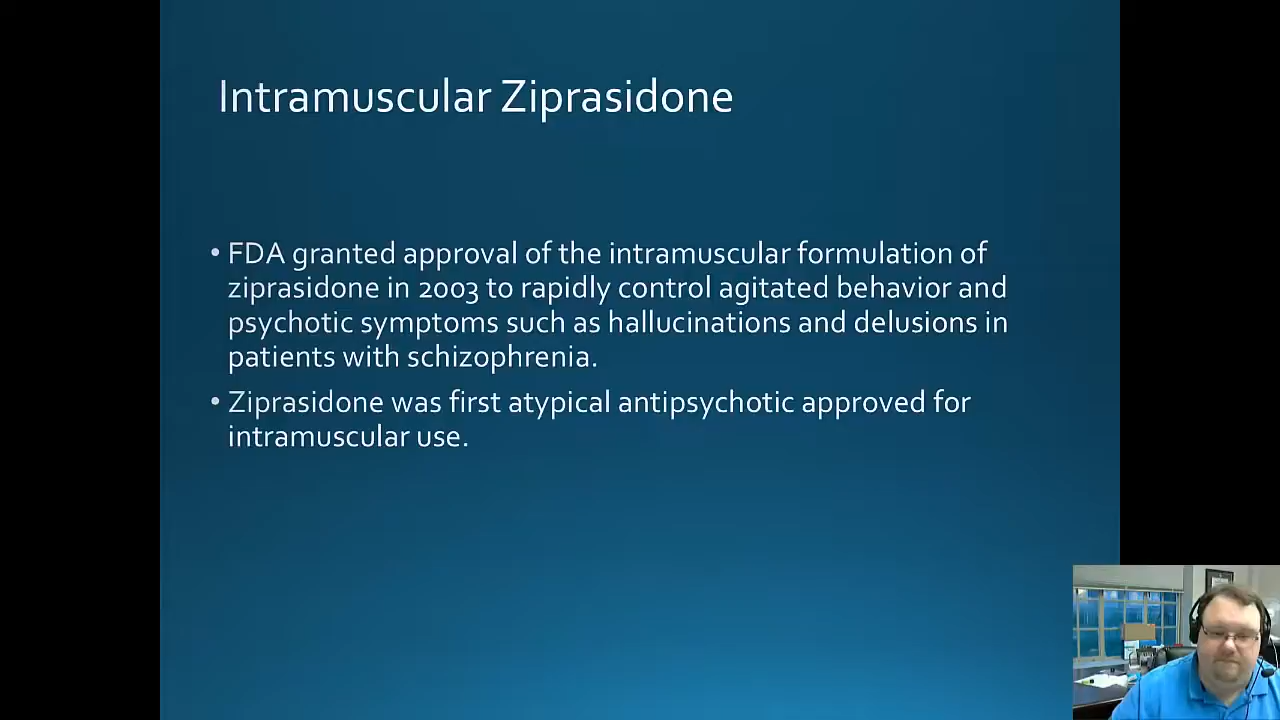 Intramuscular Ziprasidone
• FDA granted approval of the intramuscular formulation of
ziprasidone in 2003 to rapidly control agitated behavior and
psychotic symptoms such as hallucinations and delusions in
patients with schizophrenia.
• Ziprasidone was first atypical antipsychotic approved for
intramuscular use.